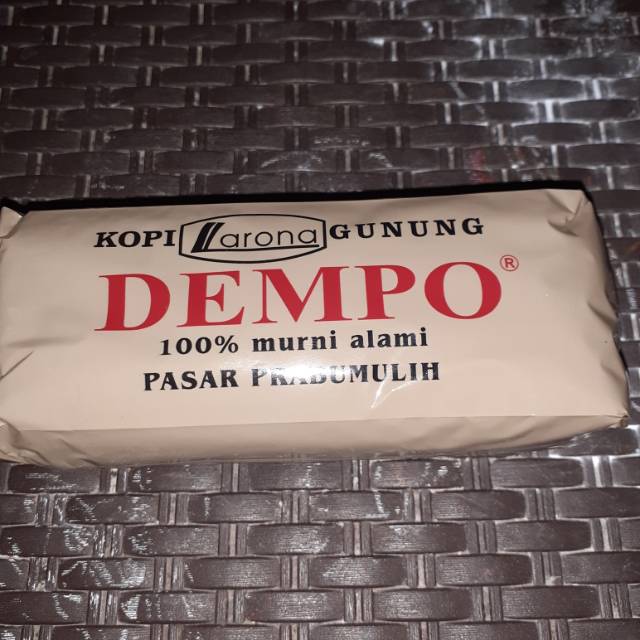 KOPI Larona GUNUNG
DEMPO®
100% murni alami
PASAR PRABUMULIH